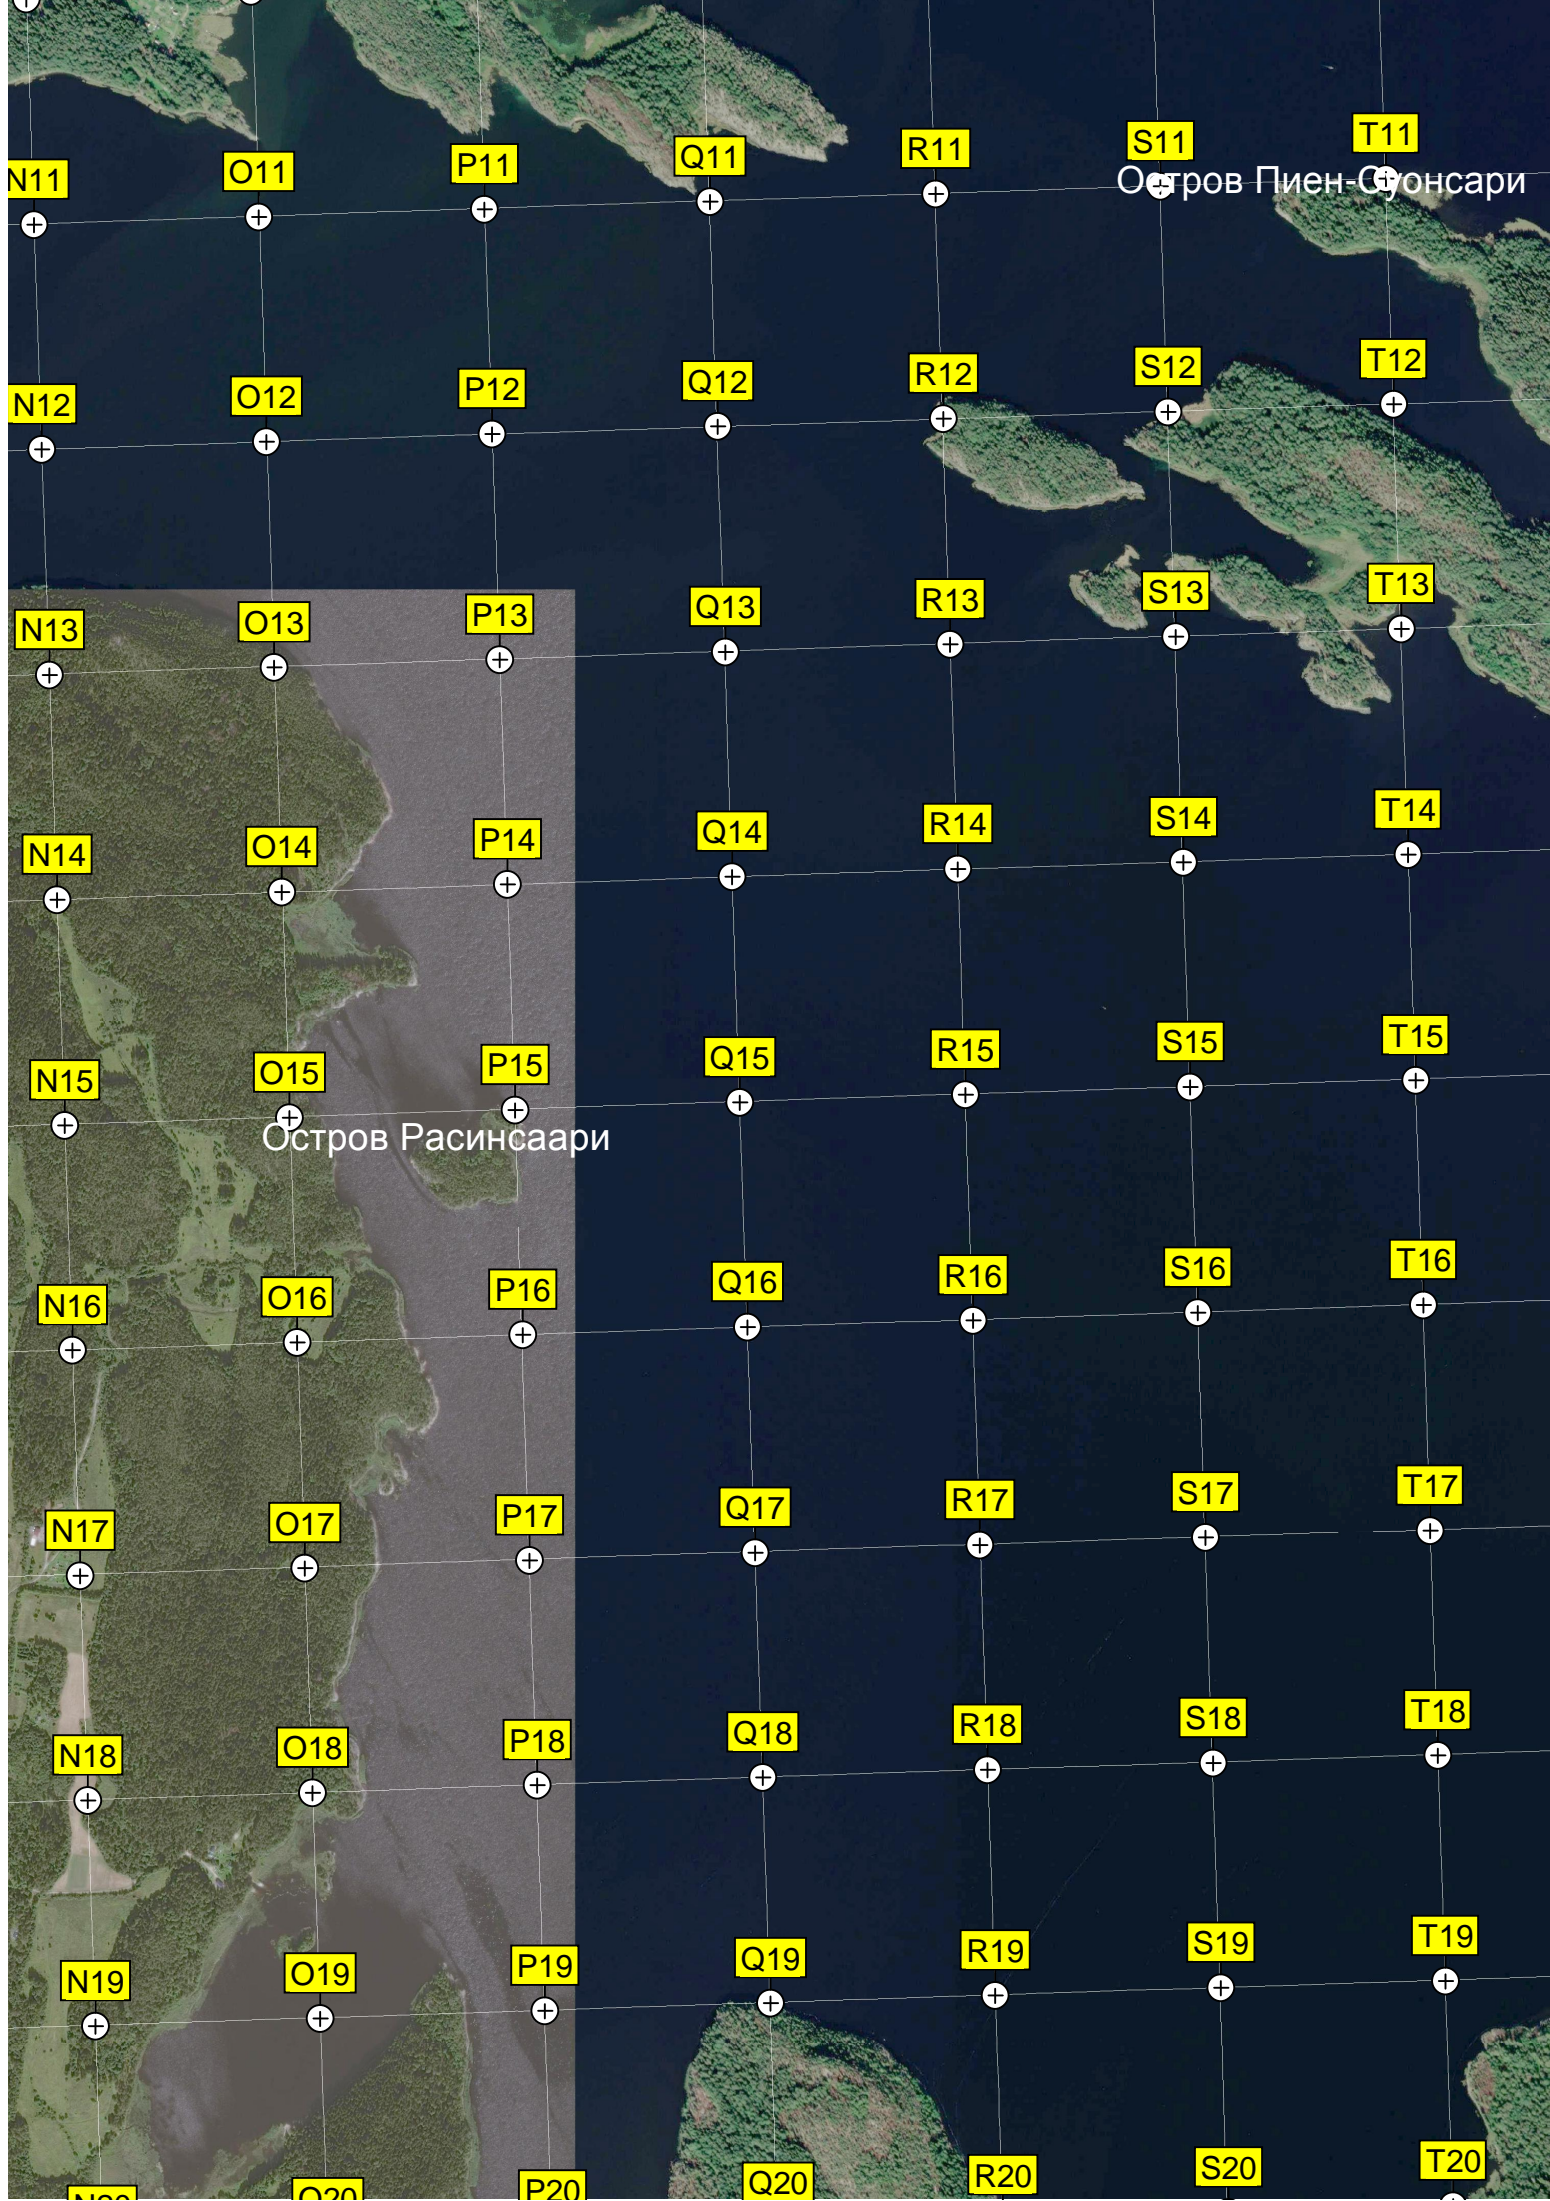 N11 O11 P11 Q11 R11 S11 T11
Остров Пиен-Суонсари
N12 O12 P12 Q12 R12 S12 T12
N13 O13 P13 Q13 R13 S13 T13
N14 O14 P14 Q14 R14 S14 T14
N15 O15 P15 Q15 R15 S15 T15
Остров Расинсаари
N16 O16 P16 Q16 R16 S16 T16
N17 O17 P17 Q17 R17 S17 T17
N18 O18 P18 Q18 R18 S18 T18
N19 O19 P19 Q19 R19 S19 T19
N20 O20 P20 Q20 R20 S20 T20